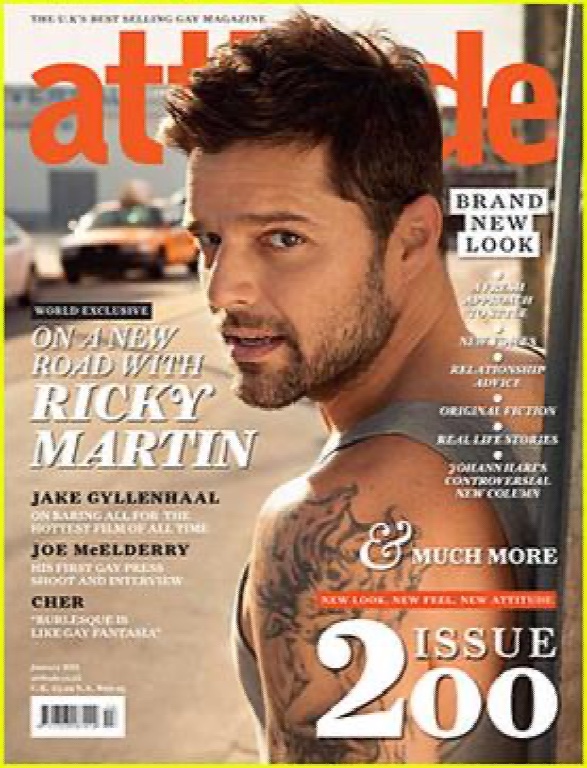 THE U.K'S BEST SELLING GAY MAGAZINE
attitude
BRAND
NEW
LOOK
A FRESH
APPROACH
TO STYLE
RELATIONSHIP
ADVICE
ORIGINAL FICTION
REAL LIFE STORIES
JOHANN HARI'S
CONTROVERSIAL
NEW COLUMN
& MUCH MORE
WORLD EXCLUSIVE
ON A NEW
ROAD WITH
RICKY
MARTIN
JAKE GYLLENHAAL
ON BARING ALL FOR THE
HOTTEST FILM OF ALL TIME
JOE McELDERRY
HIS FIRST GAY PRESS
SHOOT AND INTERVIEW
CHER
"BURLESQUE IS
LIKE GAY FANTASIA"
NEW LOOK. NEW FEEL. NEW ATTITUDE.
ISSUE
200